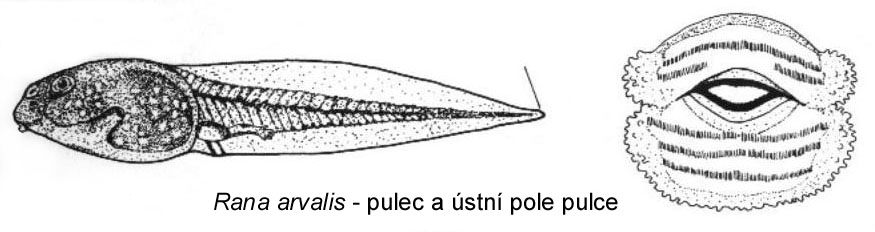 Rana arvalis - pulec a ústní pole pulce